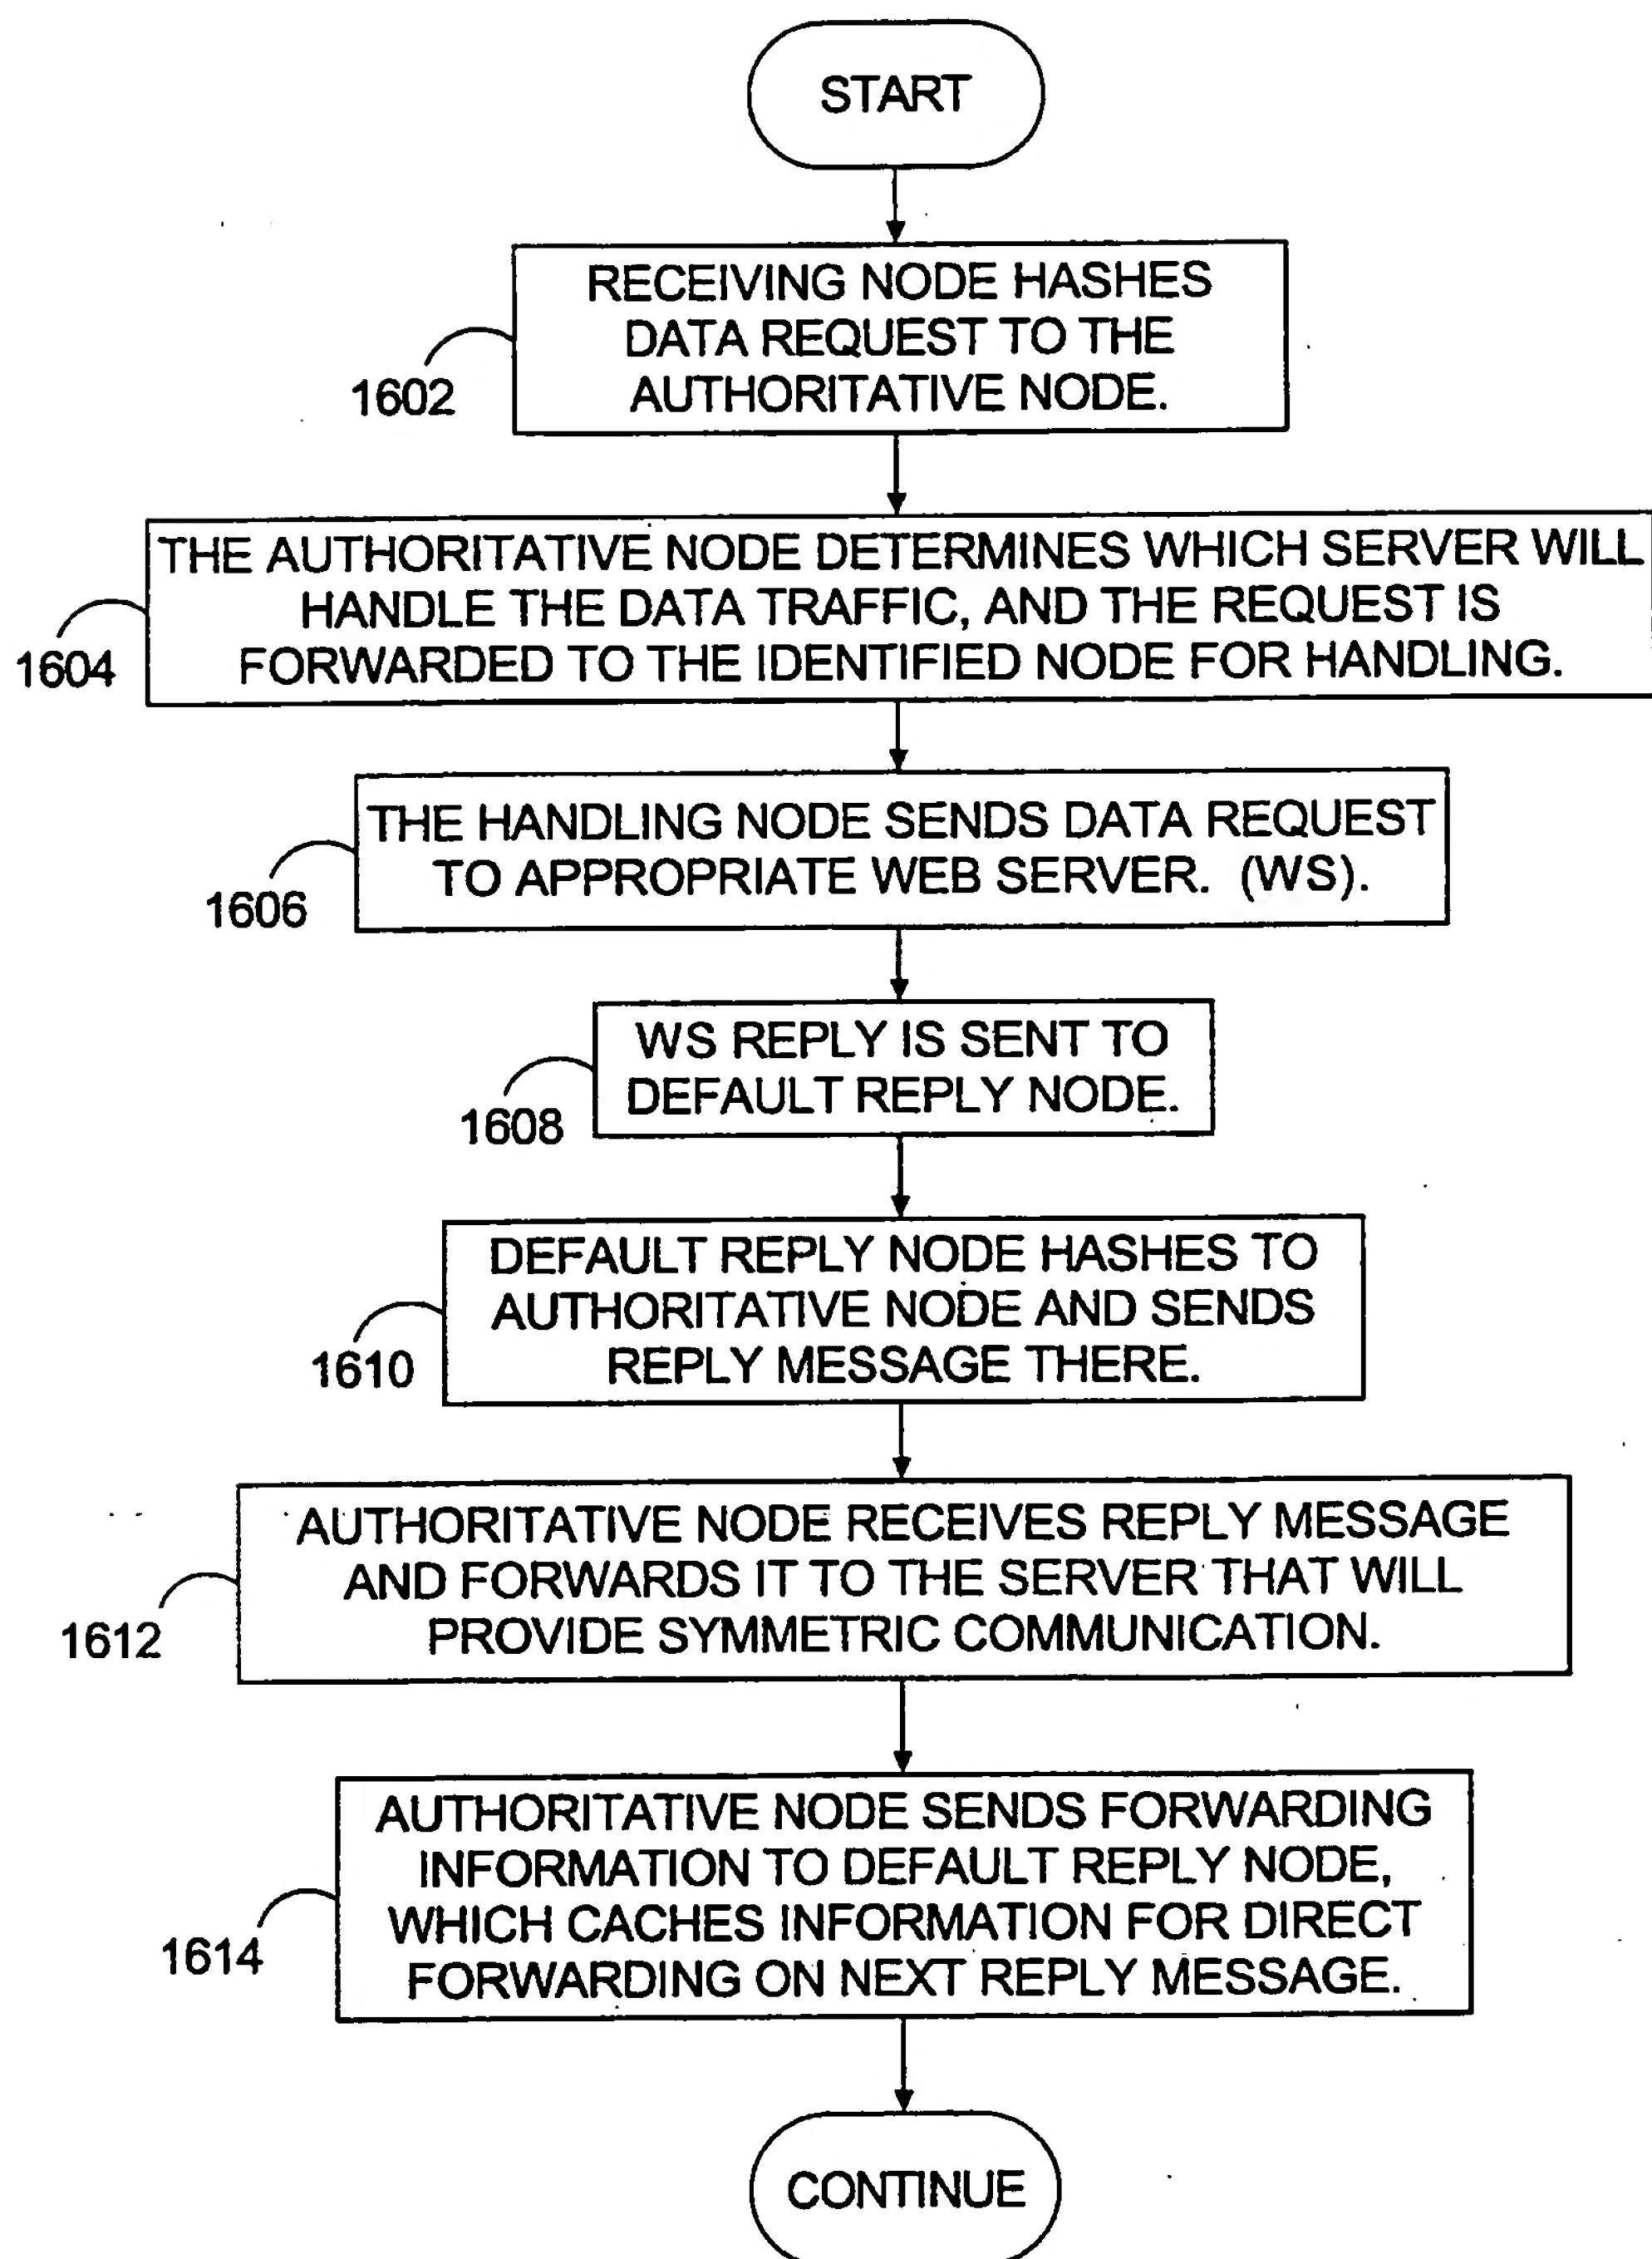 START
RECEIVING NODE HASHES
DATA REQUEST TO THE
AUTHORITATIVE NODE.
1602
THE AUTHORITATIVE NODE DETERMINES WHICH SERVER WILL
HANDLE THE DATA TRAFFIC, AND THE REQUEST IS
FORWARDED TO THE IDENTIFIED NODE FOR HANDLING.
1604
THE HANDLING NODE SENDS DATA REQUEST
TO APPROPRIATE WEB SERVER. (WS).
1606
WS REPLY IS SENT TO
DEFAULT REPLY NODE.
1608
DEFAULT REPLY NODE HASHES TO
AUTHORITATIVE NODE AND SENDS
REPLY MESSAGE THERE.
1610
AUTHORITATIVE NODE RECEIVES REPLY MESSAGE
AND FORWARDS IT TO THE SERVER THAT WILL
PROVIDE SYMMETRIC COMMUNICATION.
1612
AUTHORITATIVE NODE SENDS FORWARDING
INFORMATION TO DEFAULT REPLY NODE,
WHICH CACHES INFORMATION FOR DIRECT
FORWARDING ON NEXT REPLY MESSAGE.
1614
CONTINUE